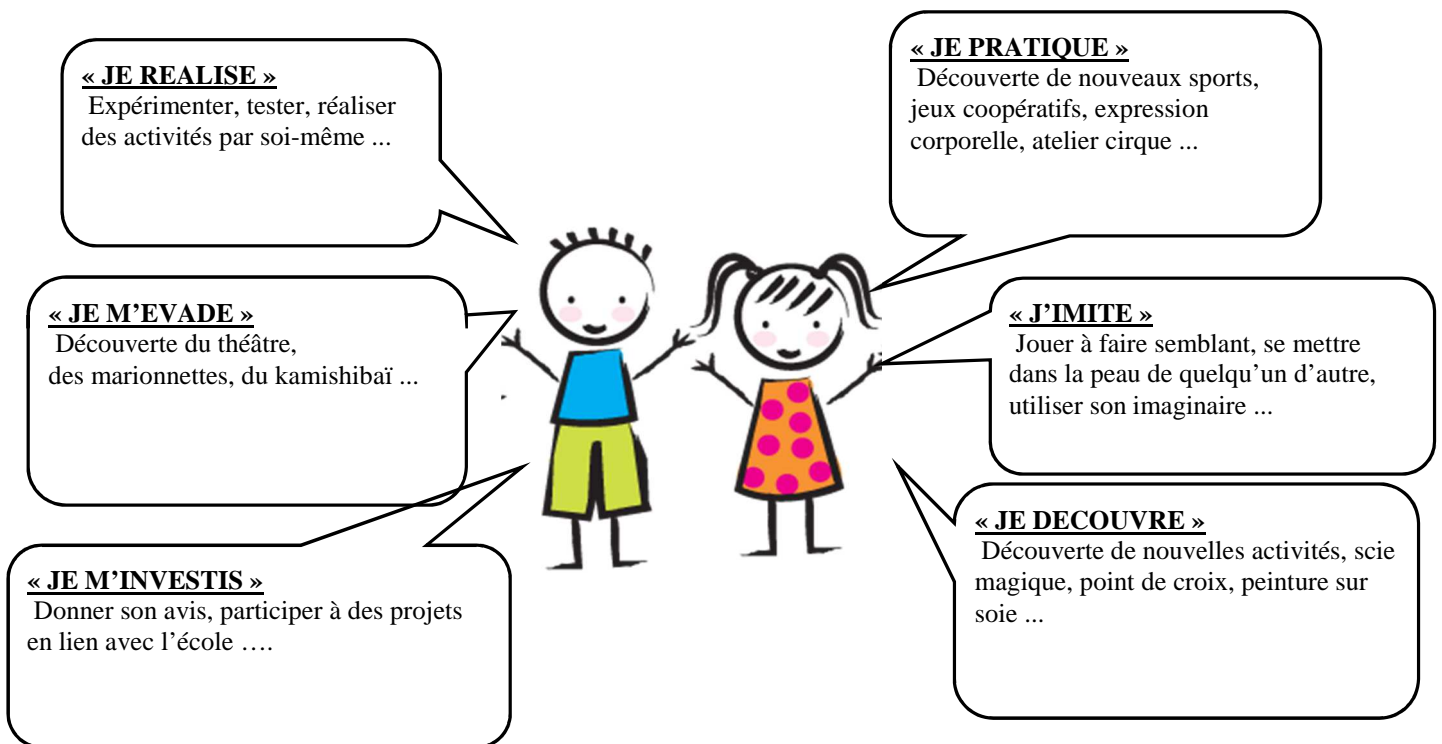 « JE REALISE »
Expérimenter, tester, réaliser
des activités par soi-même ...
« JE PRATIQUE »
Découverte de nouveaux sports,
jeux coopératifs, expression
corporelle, atelier cirque ...
« JE M’EVADE »
Découverte du théâtre,
des marionnettes, du kamishibaï ...
« J’IMITE »
Jouer à faire semblant, se mettre
dans la peau de quelqu’un d’autre,
utiliser son imaginaire ...
« JE M’INVESTIS »
Donner son avis, participer à des projets
en lien avec l’école ….
« JE DECOUVRE »
Découverte de nouvelles activités, scie
magique, point de croix, peinture sur
soie ...